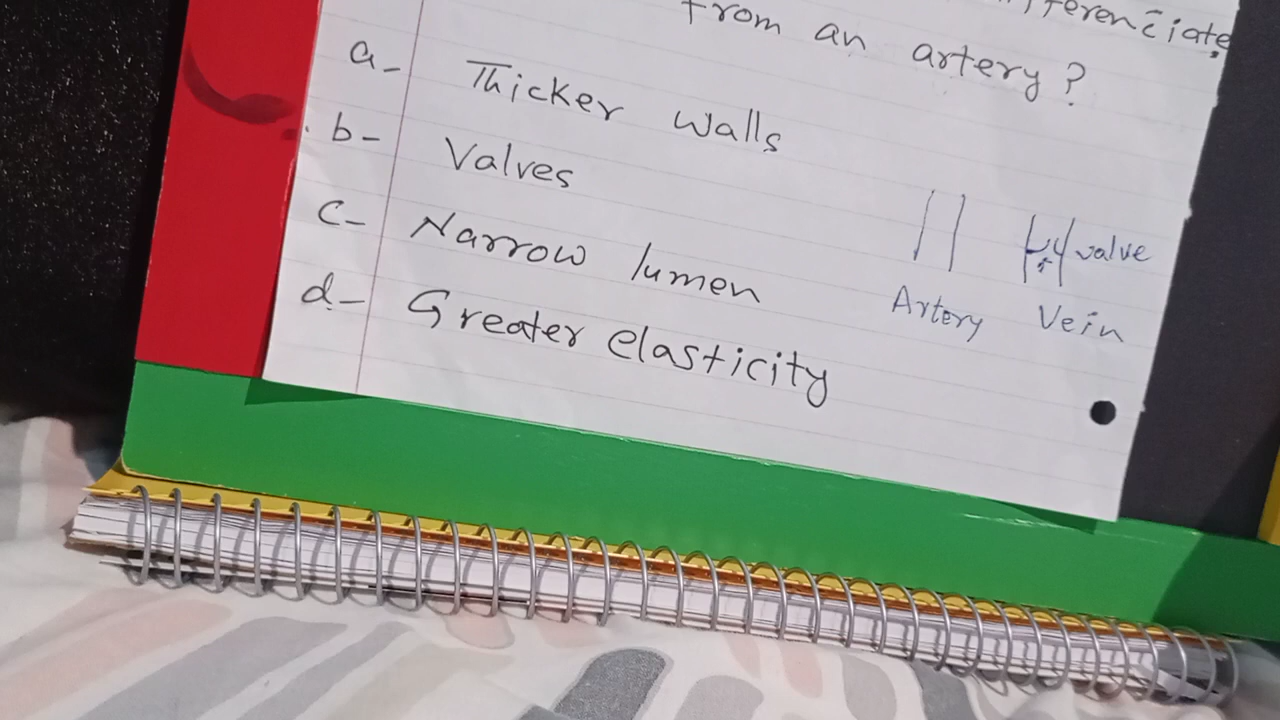 from an artery?
a- Thicker walls
b- Valves
c- Narrow lumen
d- Greater elasticity
valve
Artery Vein